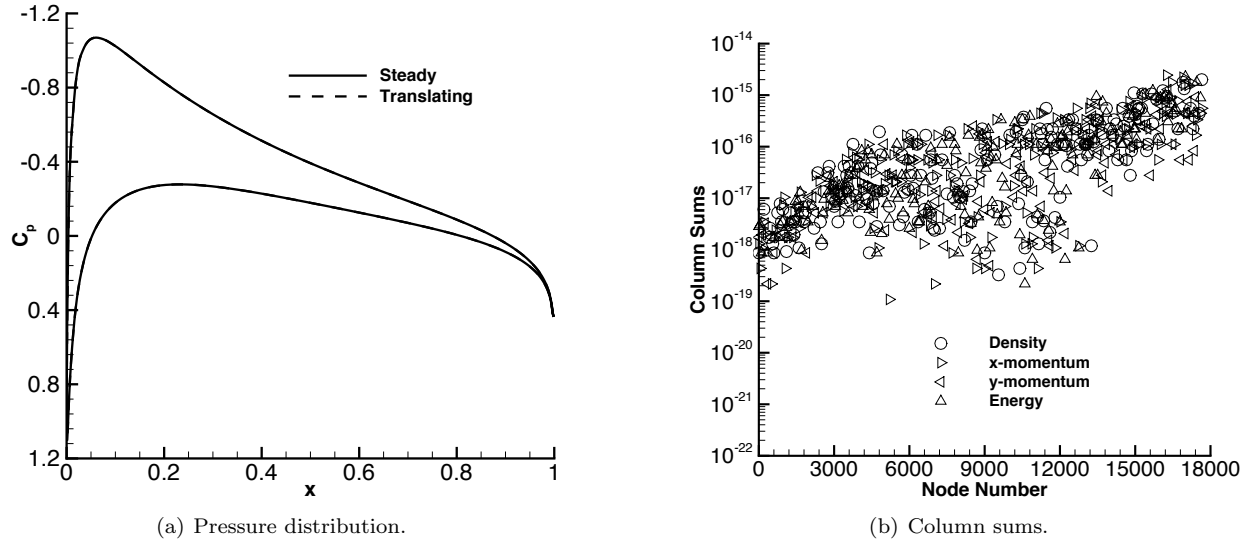 -1.2
-0.8
-0.4
0
0.4
0.8
1.2
Cp
0
0.2
0.4
0.6
0.8
1
x
Steady
Translating
(a) Pressure distribution.
10-14
10-15
10-16
10-17
10-18
10-19
10-20
10-21
10-22
Column Sums
0
3000
6000
9000
12000
15000
18000
Node Number
Density
x-momentum
y-momentum
Energy
(b) Column sums.